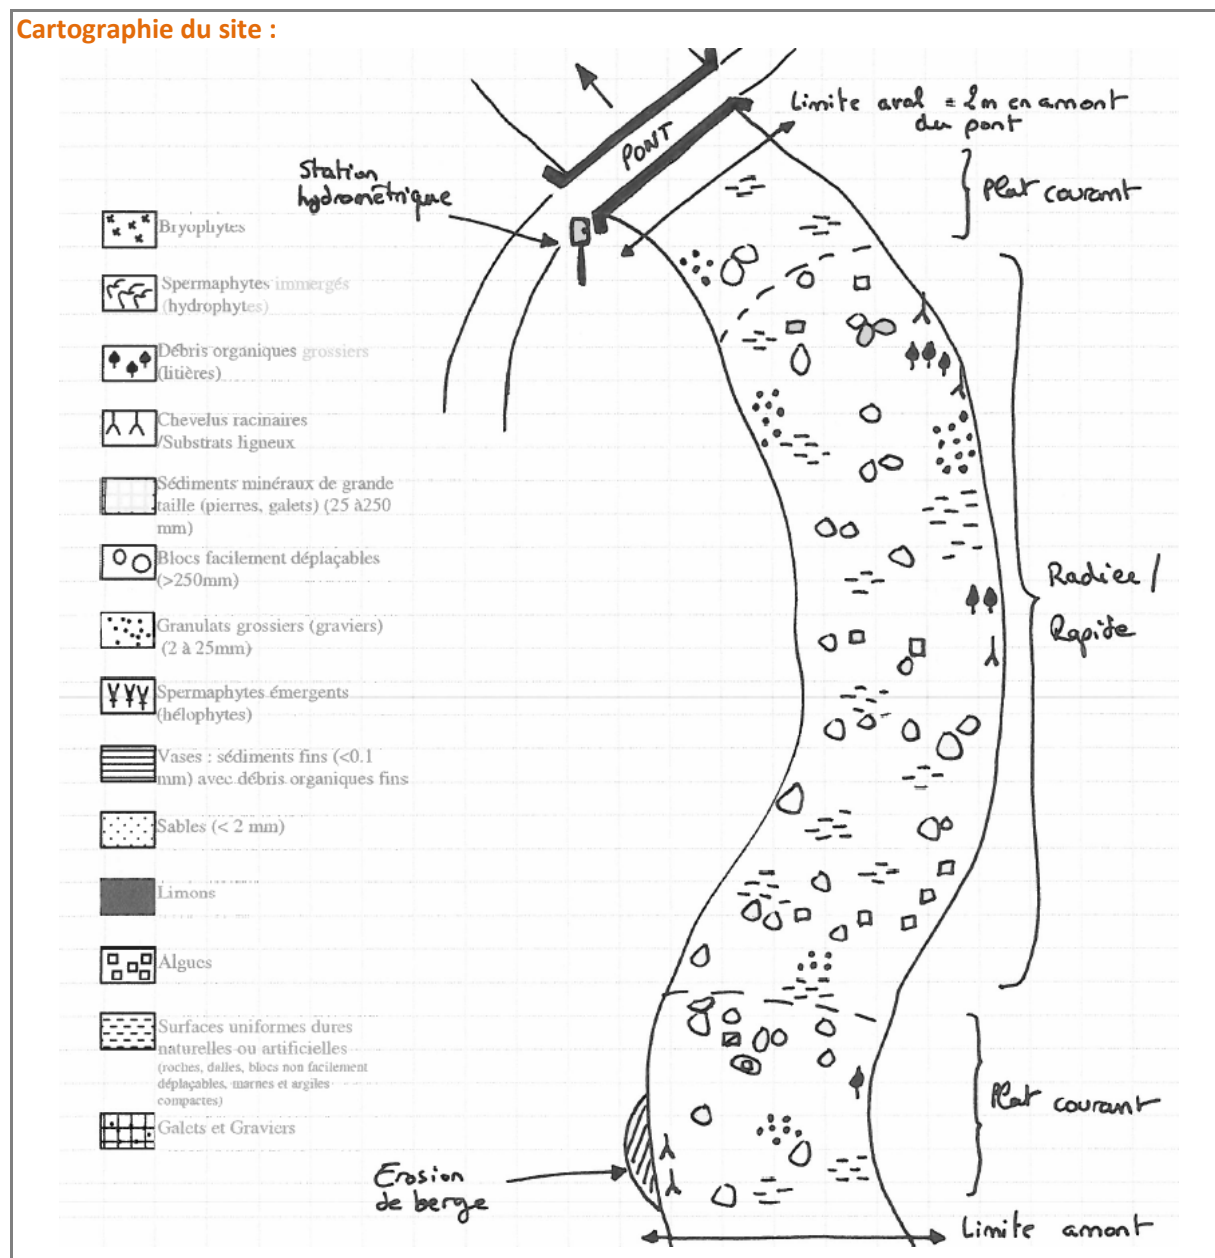 Cartographie du site :
Limite aval = 2m en amont
du pont
PONT
Station
hydrométrique
Plat courant
Bryophytes
Spermaphytes immergés
(hydrophytes)
Débris organiques grossiers
(litières)
Chevelus racinaires
/Substrats ligneux
Sédiments minéraux de grande
taille (pierres, galets) (25 à250
mm)
Blocs facilement déplaçables
(>250mm)
Granulats grossiers (graviers)
(2 à 25mm)
Spermaphytes émergents
(hélophytes)
Vases : sédiments fins (<0.1
mm) avec débris organiques fins
Sables (< 2 mm)
Limons
Algues
Surfaces uniformes dures
naturelles ou artificielles
(roches, dalles, blocs non facilement
déplaçables, marnes et argiles
compactes)
Galets et Graviers
Radier /
Rapide
Plat courant
Erosion
de berge
Limite amont